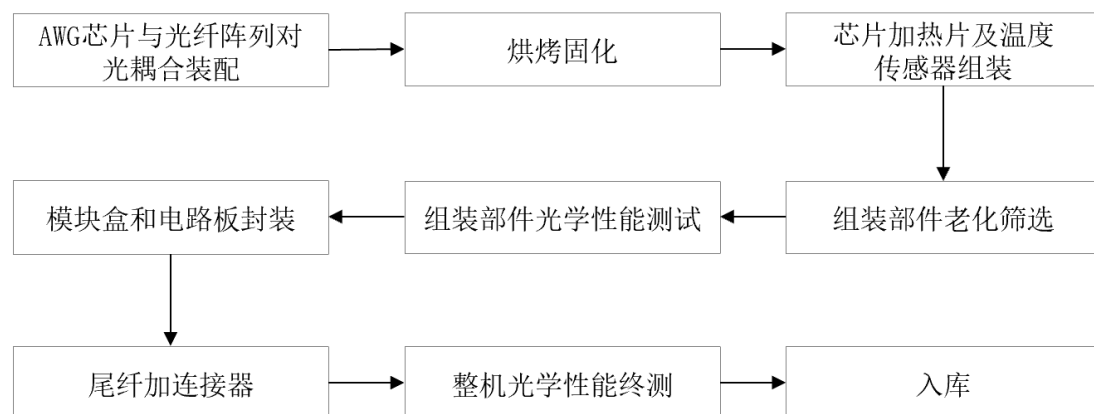 AWG芯片与光纤阵列对
光耦合装配
烘烤固化
芯片加热片及温度
传感器组装
模块盒和电路板封装
组装部件光学性能测试
组装部件老化筛选
尾纤加连接器
整机光学性能终测
入库